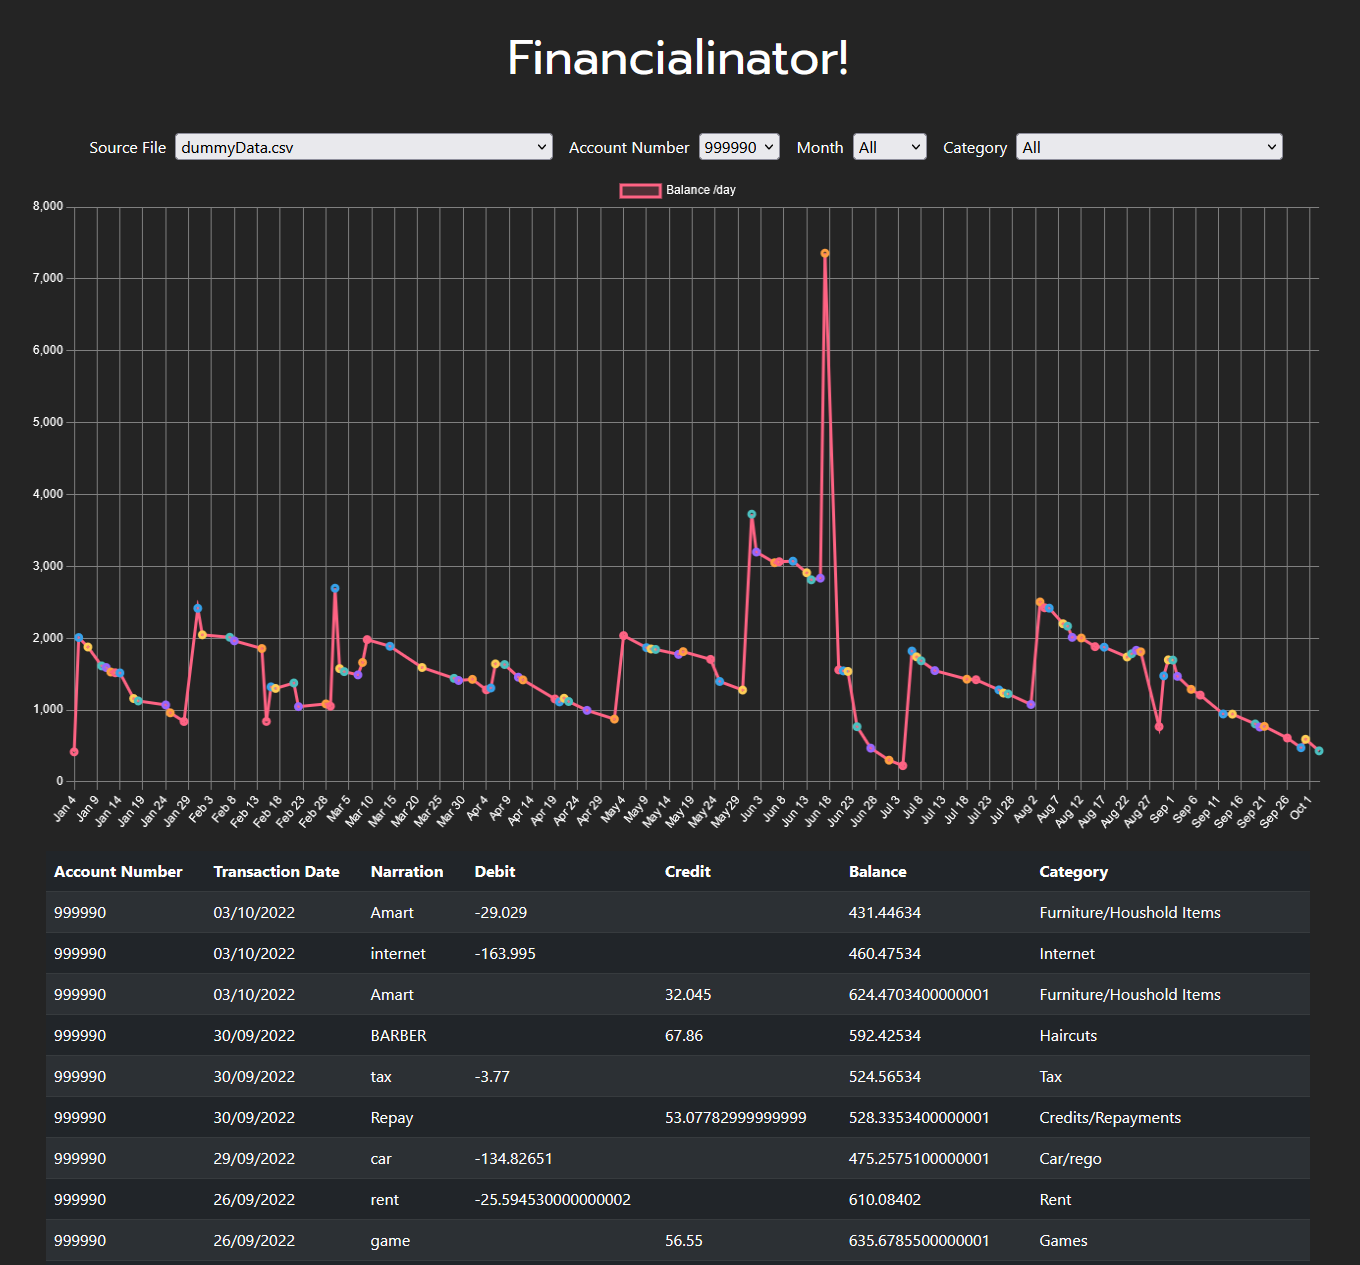 Financialinator!
Source File dummyData.csv Account Number 999990 Month All Category All
Balance /day
8,000
7,000
6,000
5,000
4,000
3,000
2,000
1,000
0
Jan 4 Jan 9 Jan 14 Jan 19 Jan 24 Jan 29 Feb 3 Feb 8 Feb 13 Feb 18 Feb 23 Feb 28 Mar 5 Mar 10 Mar 15 Mar 20 Mar 25 Mar 30 Apr 4 Apr 9 Apr 14 Apr 19 Apr 24 Apr 29 May 4 May 9 May 14 May 19 May 24 May 29 Jun 3 Jun 8 Jun 13 Jun 18 Jun 23 Jun 28 Jul 3 Jul 8 Jul 13 Jul 18 Jul 23 Jul 28 Aug 2 Aug 7 Aug 12 Aug 17 Aug 22 Aug 27 Sep 1 Sep 6 Sep 11 Sep 16 Sep 21 Sep 26 Oct 1
Account Number Transaction Date Narration Debit Credit Balance Category
999990 03/10/2022 Amart -29.029 431.44634 Furniture/Houshold Items
999990 03/10/2022 internet -163.995 460.47534 Internet
999990 03/10/2022 Amart 32.045 624.4703400000001 Furniture/Houshold Items
999990 30/09/2022 BARBER 67.86 592.42534 Haircuts
999990 30/09/2022 tax -3.77 524.56534 Tax
999990 30/09/2022 Repay 53.07782999999999 528.3353400000001 Credits/Repayments
999990 29/09/2022 car -134.82651 475.2575100000001 Car/rego
999990 26/09/2022 rent -25.594530000000002 610.08402 Rent
999990 26/09/2022 game 56.55 635.6785500000001 Games